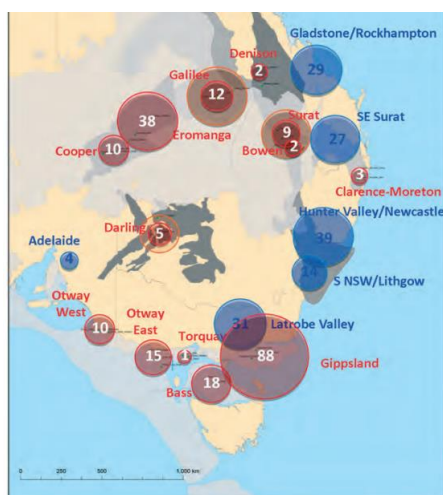 Gladstone/Rockhampton
Denison
2
29
Galilee
12
38
SE Surat
Surat
9
27
Eromanga
10
Cooper
Bowen
2
3
Clarence-Moreton
Hunter Valley/Newcastle
Darling
5
39
Adelaide
4
14
S NSW/Lithgow
Otway
West
Otway
East
31
Latrobe Valley
10
Torquay
15
1
88
Gippsland
18
Bass
0
250
500
1,000 km